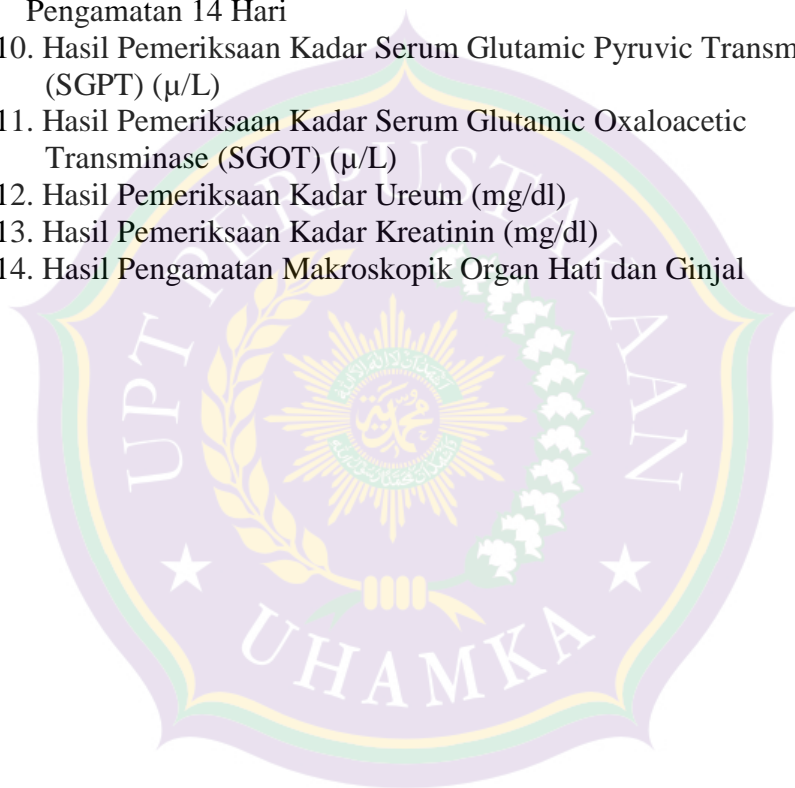 Pengamatan 14 Hari
10. Hasil Pemeriksaan Kadar Serum Glutamic Pyruvic Transm
(SGPT) (µ/L)
11. Hasil Pemeriksaan Kadar Serum Glutamic Oxaloacetic
Transminase (SGOT) (µ/L)
12. Hasil Pemeriksaan Kadar Ureum (mg/dl)
13. Hasil Pemeriksaan Kadar Kreatinin (mg/dl)
14. Hasil Pengamatan Makroskopik Organ Hati dan Ginjal
UPT PERPUSTAKAAN
محمدية
UHAMKA